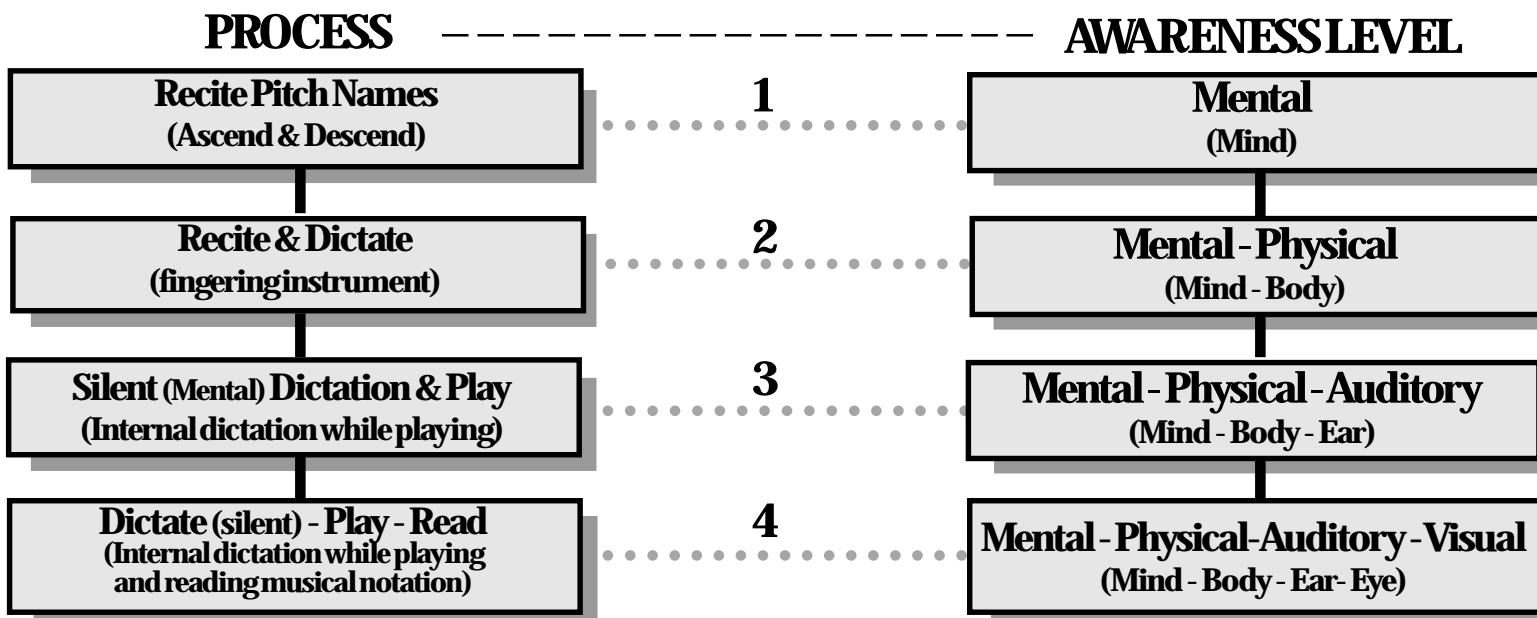 PROCESS
AWARENESS LEVEL
Recite Pitch Names
(Ascend & Descend)
1
Mental
(Mind)
Recite & Dictate
(fingering instrument)
2
Mental - Physical
(Mind - Body)
Silent (Mental) Dictation & Play
(Internal dictation while playing)
3
Mental - Physical - Auditory
(Mind - Body - Ear)
Dictate (silent) - Play - Read
(Internal dictation while playing
and reading musical notation)
4
Mental - Physical-Auditory - Visual
(Mind - Body - Ear- Eye)